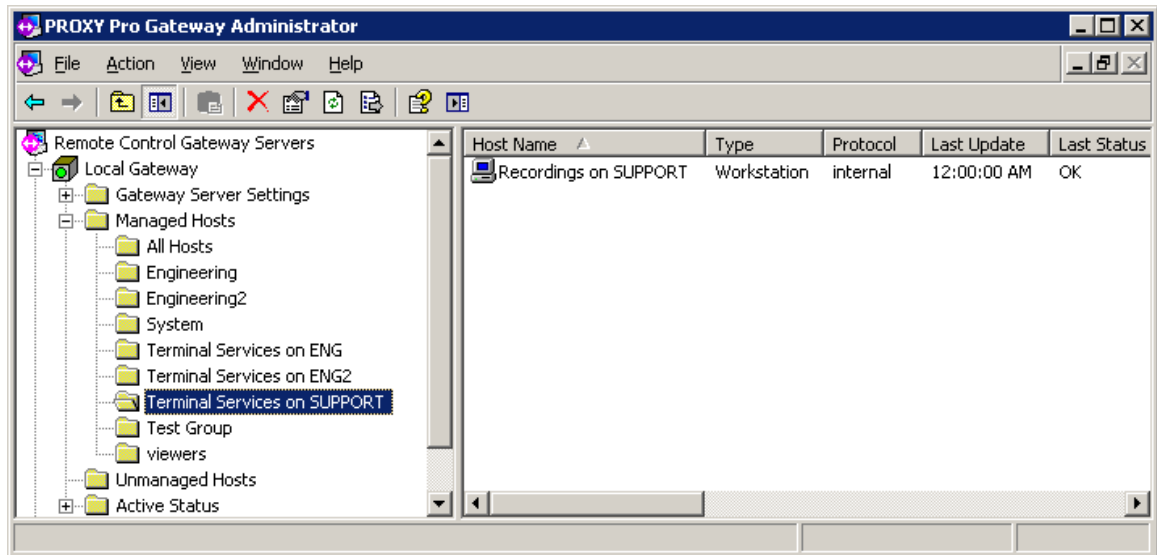 PROXY Pro Gateway Administrator
File Action View Window Help
Remote Control Gateway Servers
Local Gateway
Gateway Server Settings
Managed Hosts
All Hosts
Engineering
Engineering2
System
Terminal Services on ENG
Terminal Services on ENG2
Terminal Services on SUPPORT
Test Group
viewers
Unmanaged Hosts
Active Status
Host Name Type Protocol Last Update Last Status
Recordings on SUPPORT Workstation internal 12:00:00 AM OK